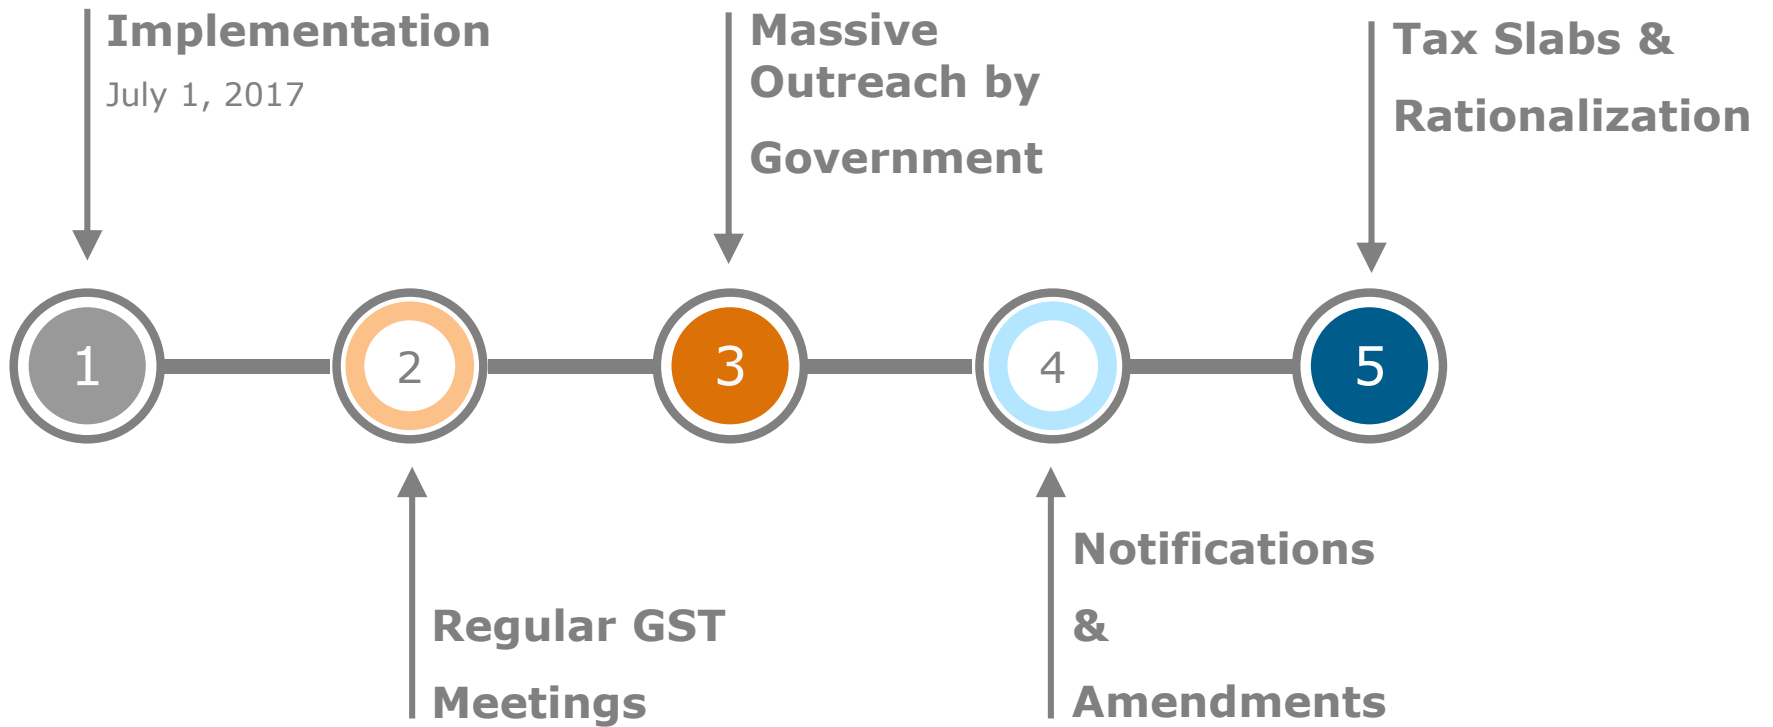 Implementation
July 1, 2017
Massive
Outreach by
Government
Tax Slabs &
Rationalization
1
2
3
4
5
Regular GST
Meetings
Notifications
&
Amendments